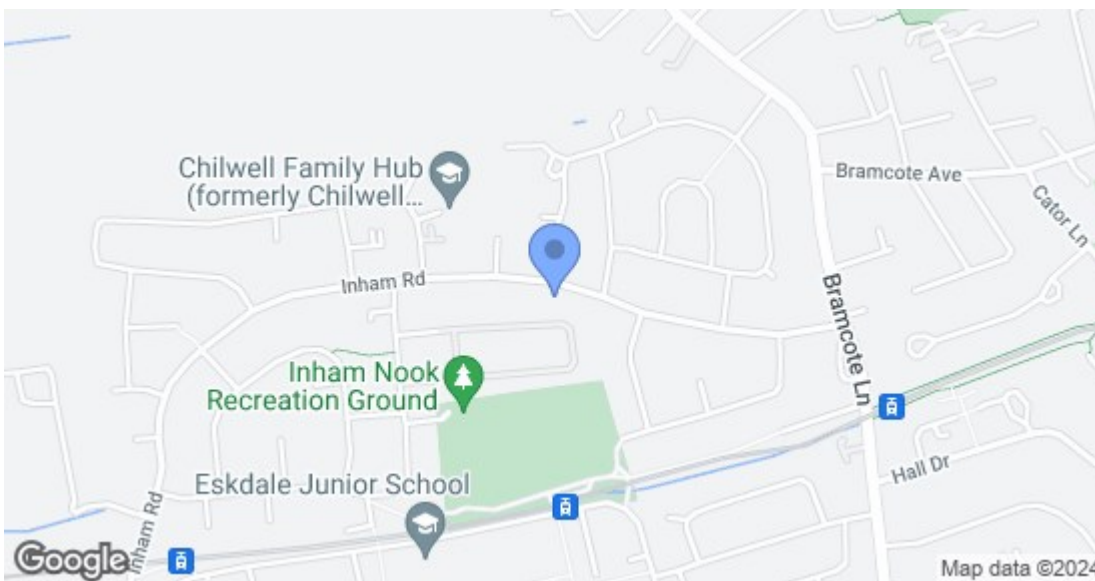 Chilwell Family Hub
(formerly Chilwell...
Bramcote Ave
Cator Ln
Inham Rd
Bramcote Ln
Inham Nook
Recreation Ground
Hall Dr
Eskdale Junior School
Inham Rd
Google
Map data ©2024